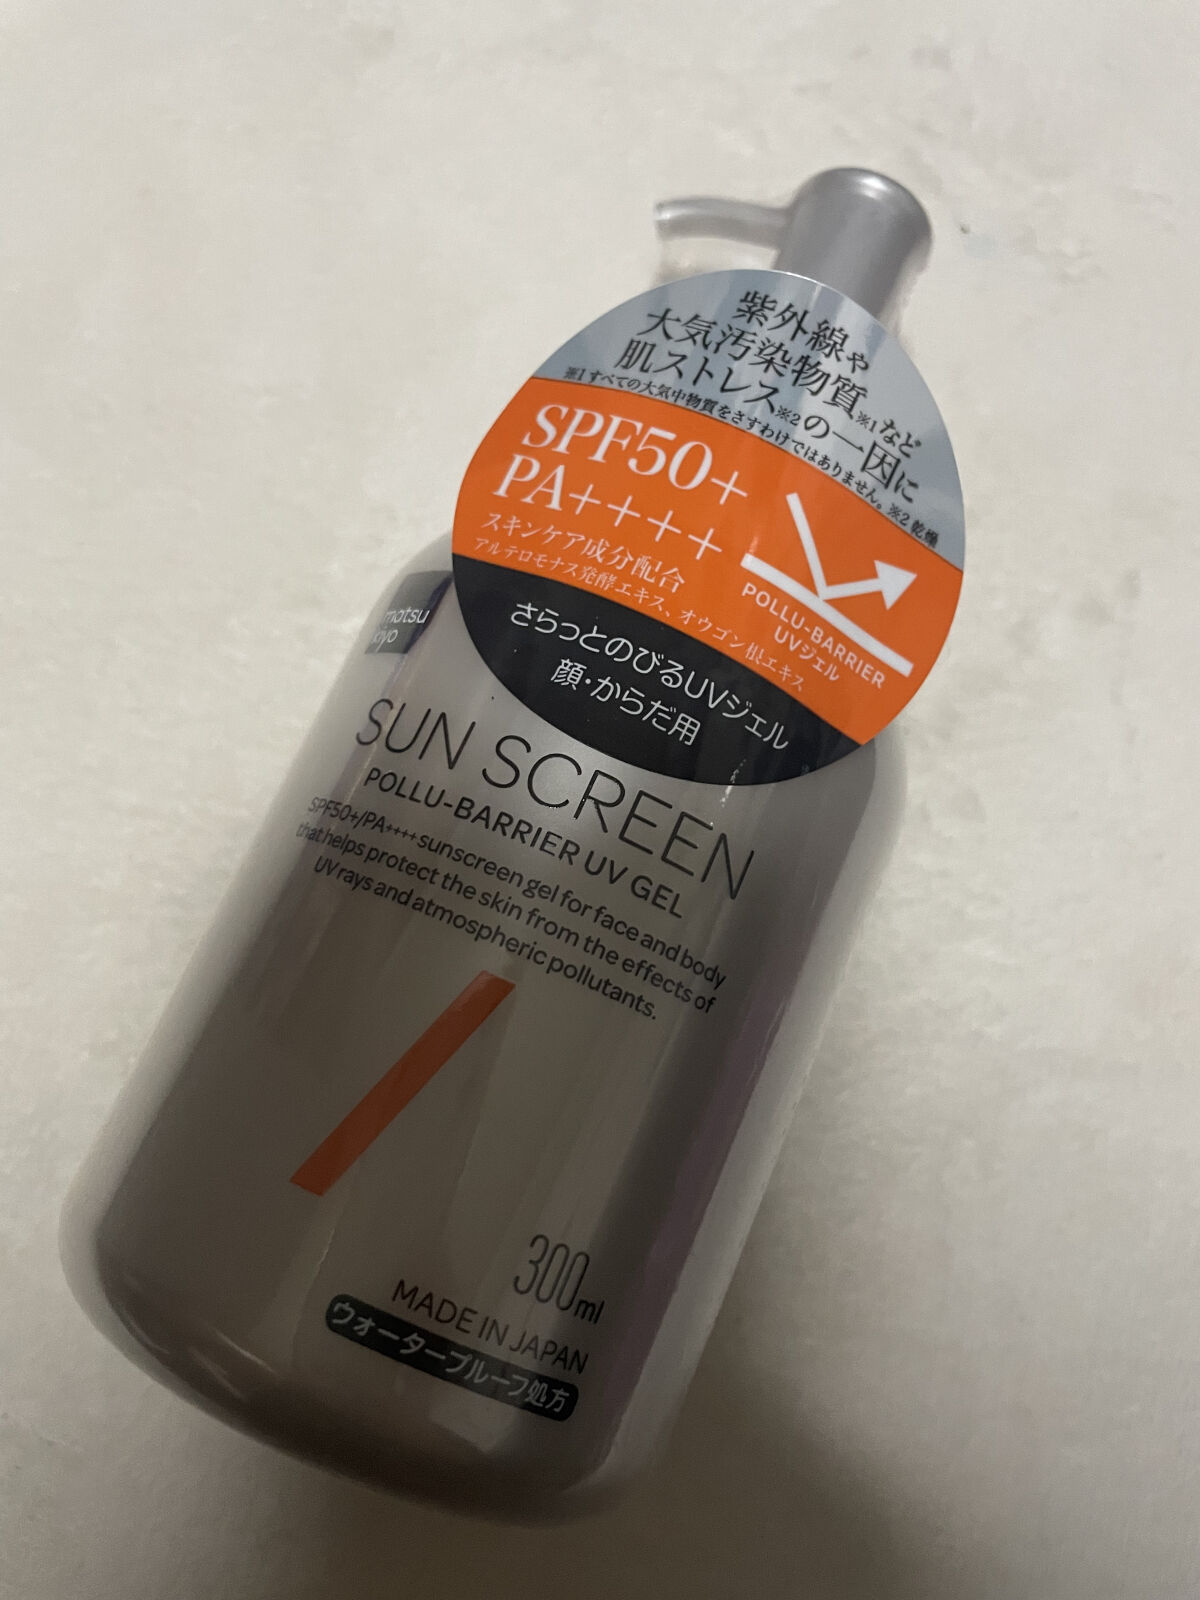 紫外線や
大気汚染物質※1など
肌ストレス※2の一因に
※1すべての大気中物質をさすわけではありません。※2 乾燥
SPF50+
PA++++
スキンケア成分配合
アルテロモナス発酵エキス、オウゴン根エキス
POLLU-BARRIER
UVジェル
さらっとのびるUVジェル
顔・からだ用
matsu
kiyo
SUN SCREEN
POLLU-BARRIER UV GEL
SPF50+/PA++++ sunscreen gel for face and body
that helps protect the skin from the effects of
UV rays and atmospheric pollutants.
300ml
MADE IN JAPAN
ウォータープルーフ処方